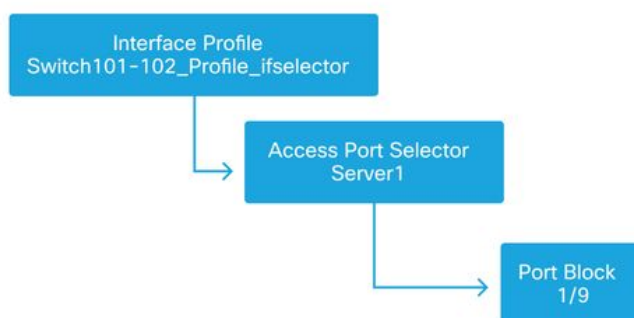 Interface Profile
Switch101-102_Profile_ifselector
Access Port Selector
Server1
Port Block
1/9